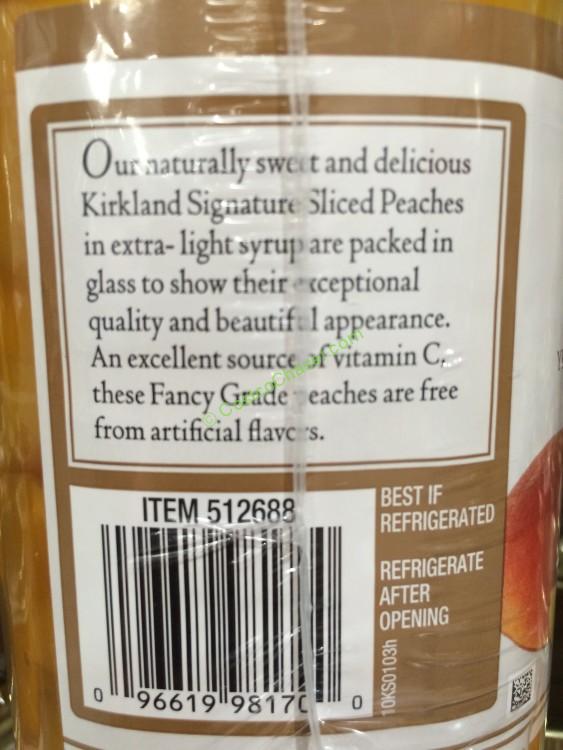 Our naturally sweet and delicious
Kirkland Signature Sliced Peaches
in extra- light syrup are packed in
glass to show their exceptional
quality and beautiful appearance.
An excellent source of vitamin C,
these Fancy Grade peaches are free
from artificial flavors.
© CostcoChaser.com
ITEM 512688
BEST IF
REFRIGERATED
REFRIGERATE
AFTER
OPENING
10KS0103h
0 96619 98170 0